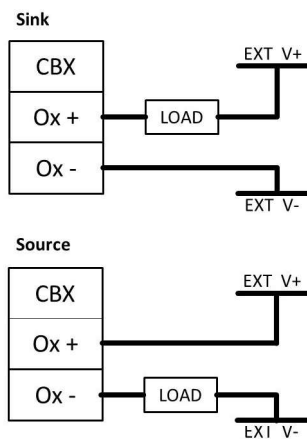 Sink
CBX
EXT V+
Ox +
LOAD
Ox -
EXT V-
Source
CBX
EXT V+
Ox +
Ox -
LOAD
EXT V-